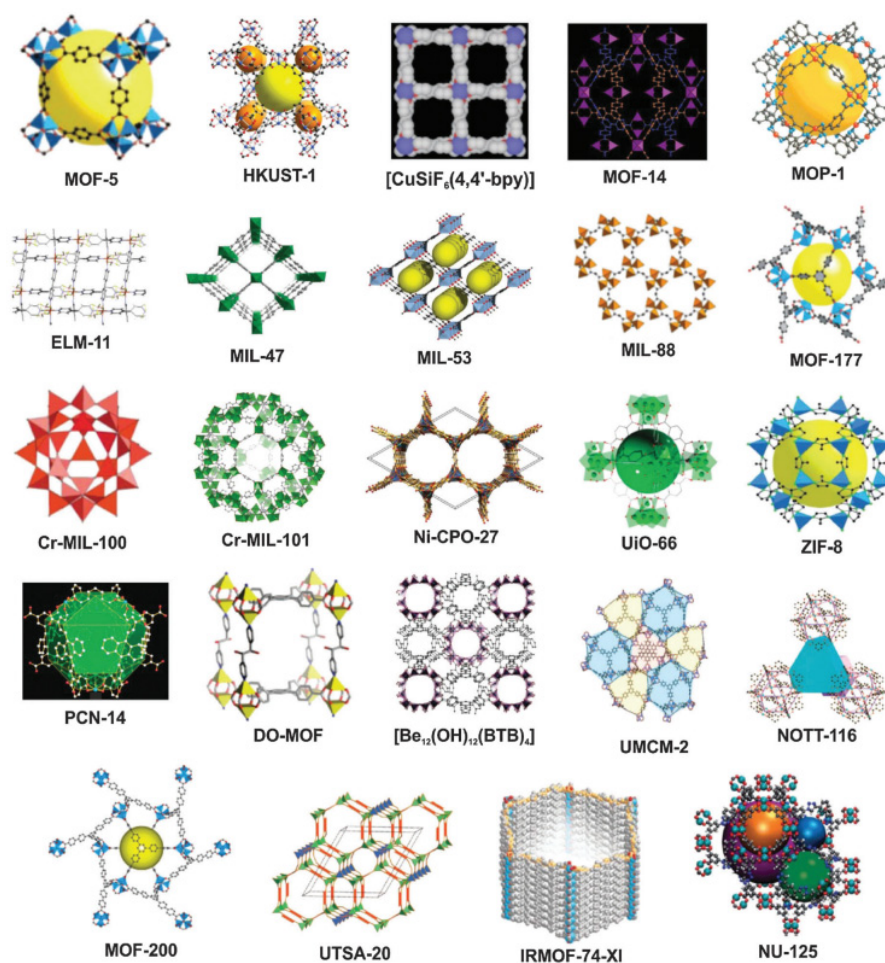 MOF-5
HKUST-1
[CuSiF₆(4,4'-bpy)]
MOF-14
MOP-1
ELM-11
MIL-47
MIL-53
MIL-88
MOF-177
Cr-MIL-100
Cr-MIL-101
Ni-CPO-27
UiO-66
ZIF-8
PCN-14
DO-MOF
[Be₁₂(OH)₁₂(BTB)₄]
UMCM-2
NOTT-116
MOF-200
UTSA-20
IRMOF-74-XI
NU-125